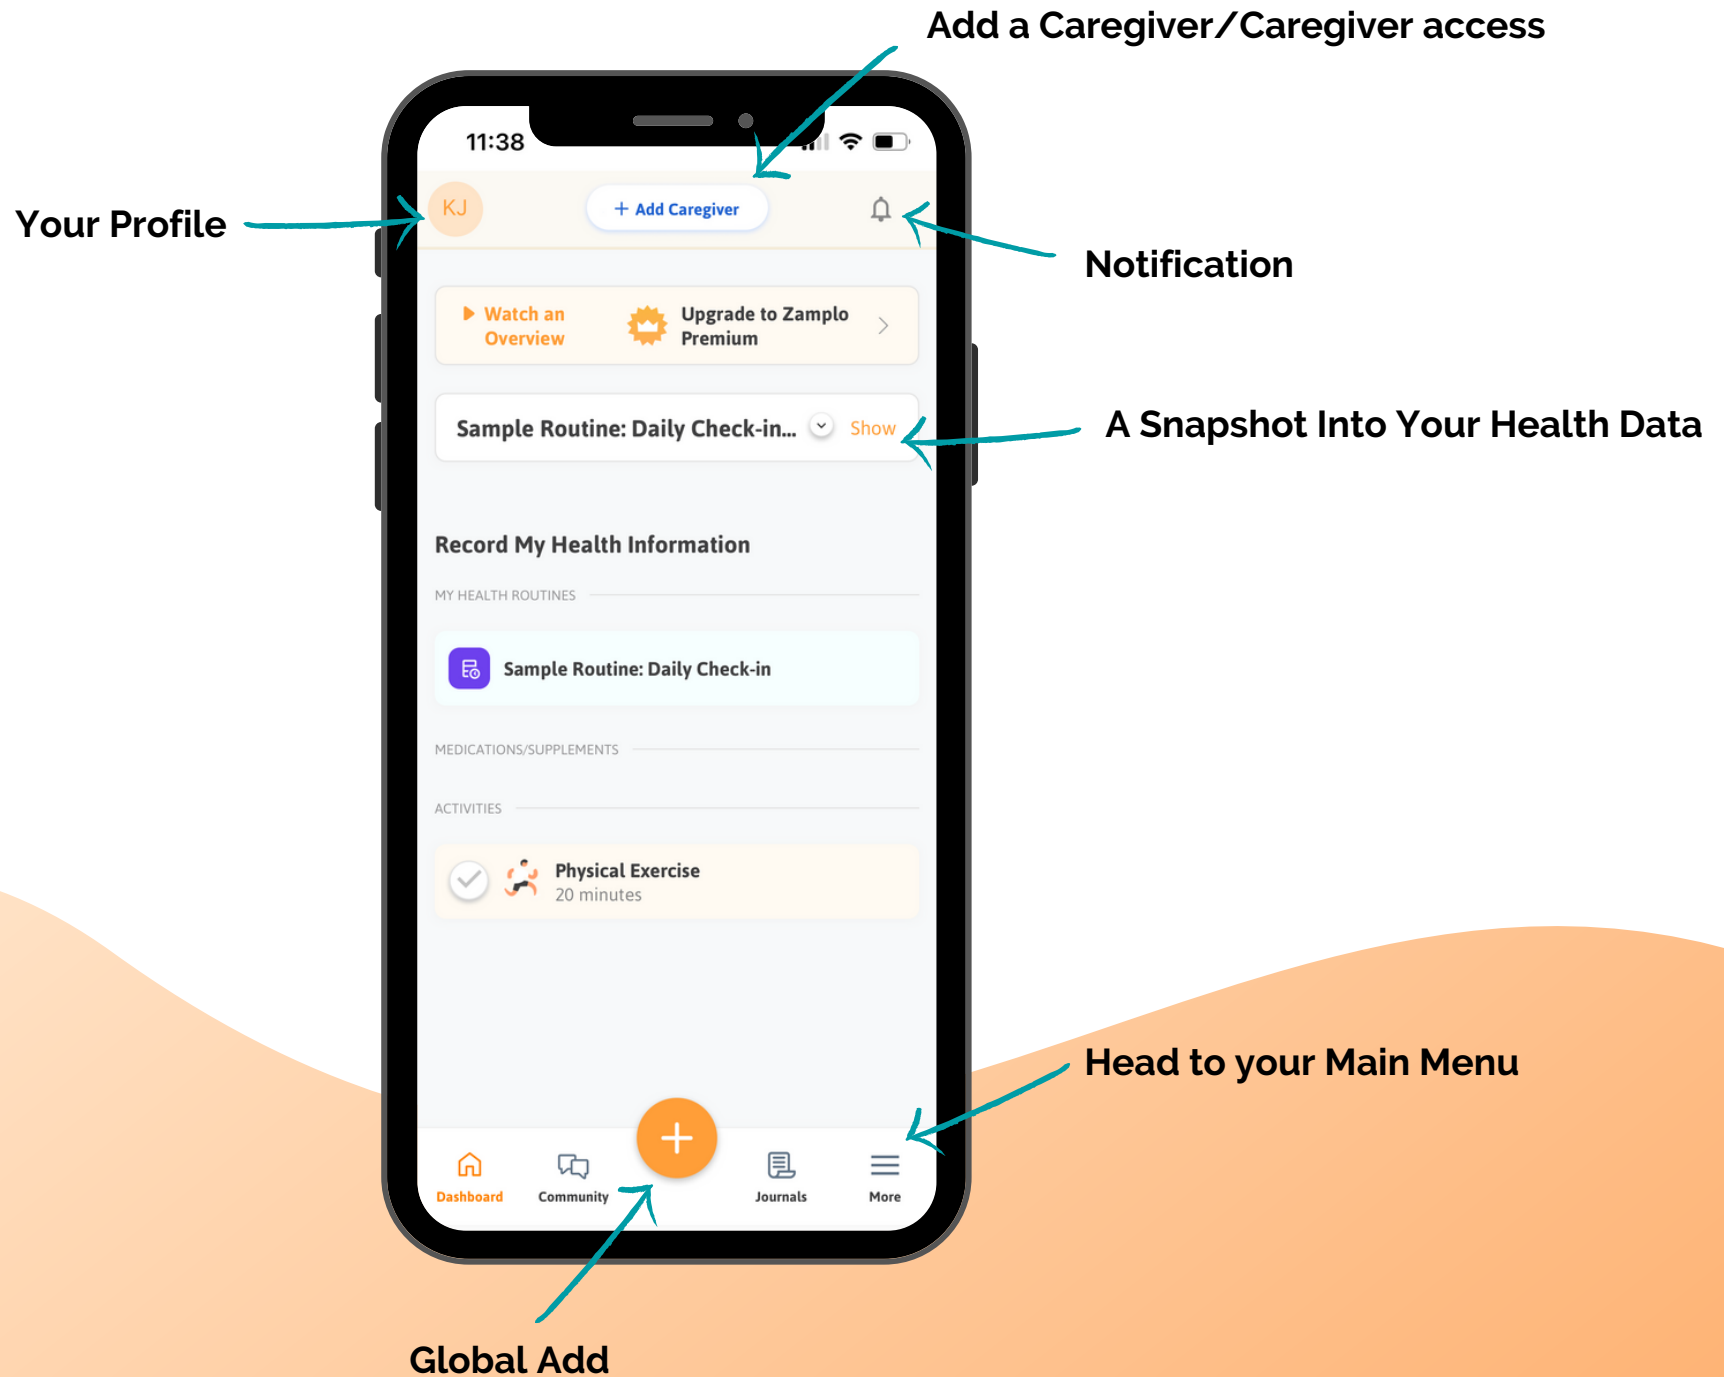 Add a Caregiver/Caregiver access
11:38
KJ
+ Add Caregiver
Your Profile
Notification
Watch an
Overview
Upgrade to Zamplo
Premium
Sample Routine: Daily Check-in...
Show
A Snapshot Into Your Health Data
Record My Health Information
MY HEALTH ROUTINES
Sample Routine: Daily Check-in
MEDICATIONS/SUPPLEMENTS
ACTIVITIES
Physical Exercise
20 minutes
Head to your Main Menu
Dashboard
Community
Journals
More
Global Add